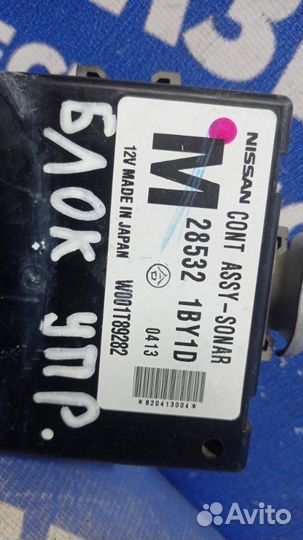 NISSAN
CONT ASSY-SONAR
M 28532 1BY1D
0413
12V MADE IN JAPAN W001T89282
*820413004*
БЛОК УПР.
Avito